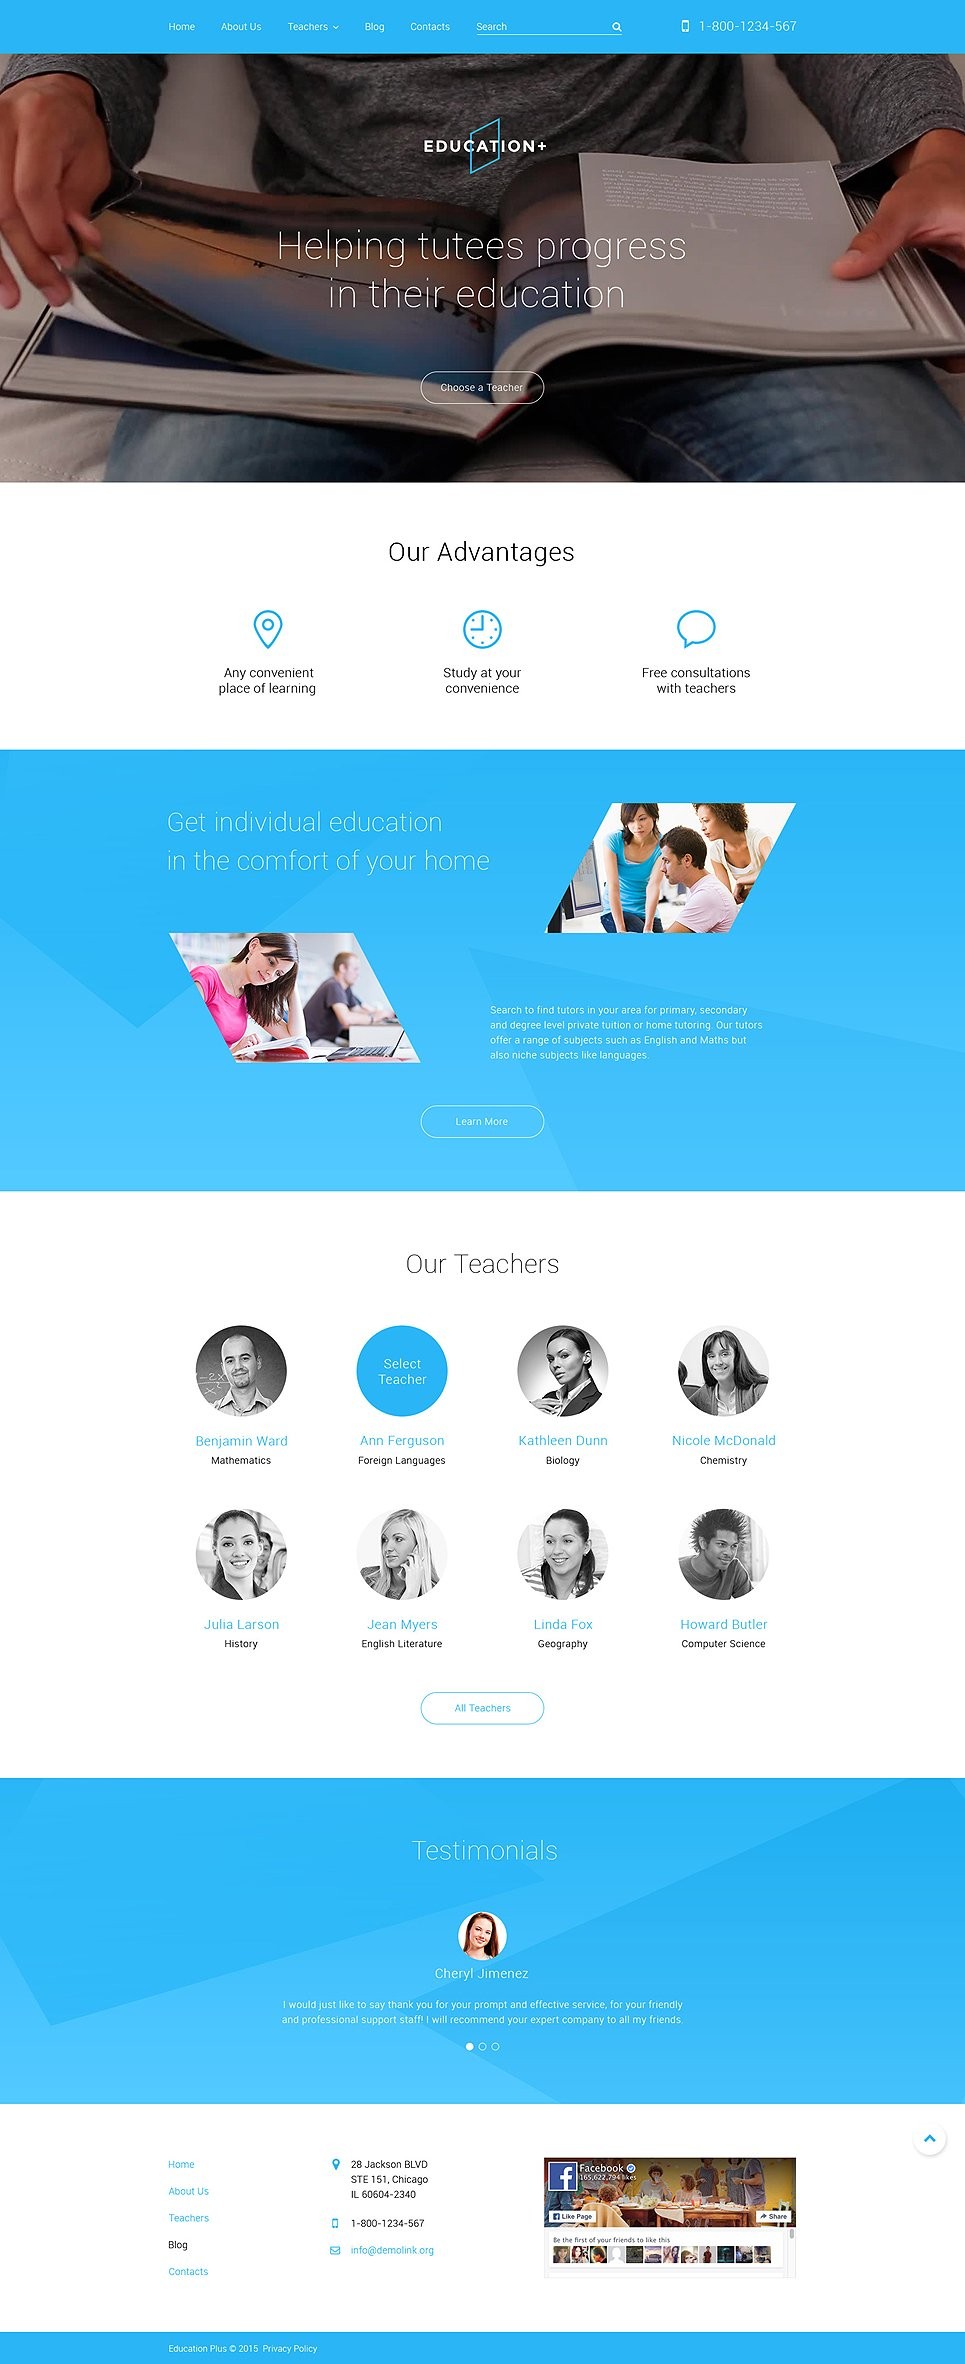 Home About Us Teachers Blog Contacts Search 1-800-1234-567
EDUCATION+
Helping tutees progress
in their education
Choose a Teacher
Our Advantages
Any convenient
place of learning
Study at your
convenience
Free consultations
with teachers
Get individual education
in the comfort of your home
Search to find tutors in your area for primary, secondary
and degree level private tuition or home tutoring. Our tutors
offer a range of subjects such as English and Maths but
also niche subjects like languages.
Learn More
Our Teachers
Select
Teacher
Benjamin Ward
Mathematics
Ann Ferguson
Foreign Languages
Kathleen Dunn
Biology
Nicole McDonald
Chemistry
Julia Larson
History
Jean Myers
English Literature
Linda Fox
Geography
Howard Butler
Computer Science
All Teachers
Testimonials
Cheryl Jimenez
I would just like to say thank you for your prompt and effective service, for your friendly
and professional support staff! I will recommend your expert company to all my friends.
Home
About Us
Teachers
Blog
Contacts
28 Jackson BLVD
STE 151, Chicago
IL 60604-2340
1-800-1234-567
info@demolink.org
Facebook
165,622,794 likes
Like Page
Share
Be the first of your friends to like this
Education Plus © 2015 Privacy Policy